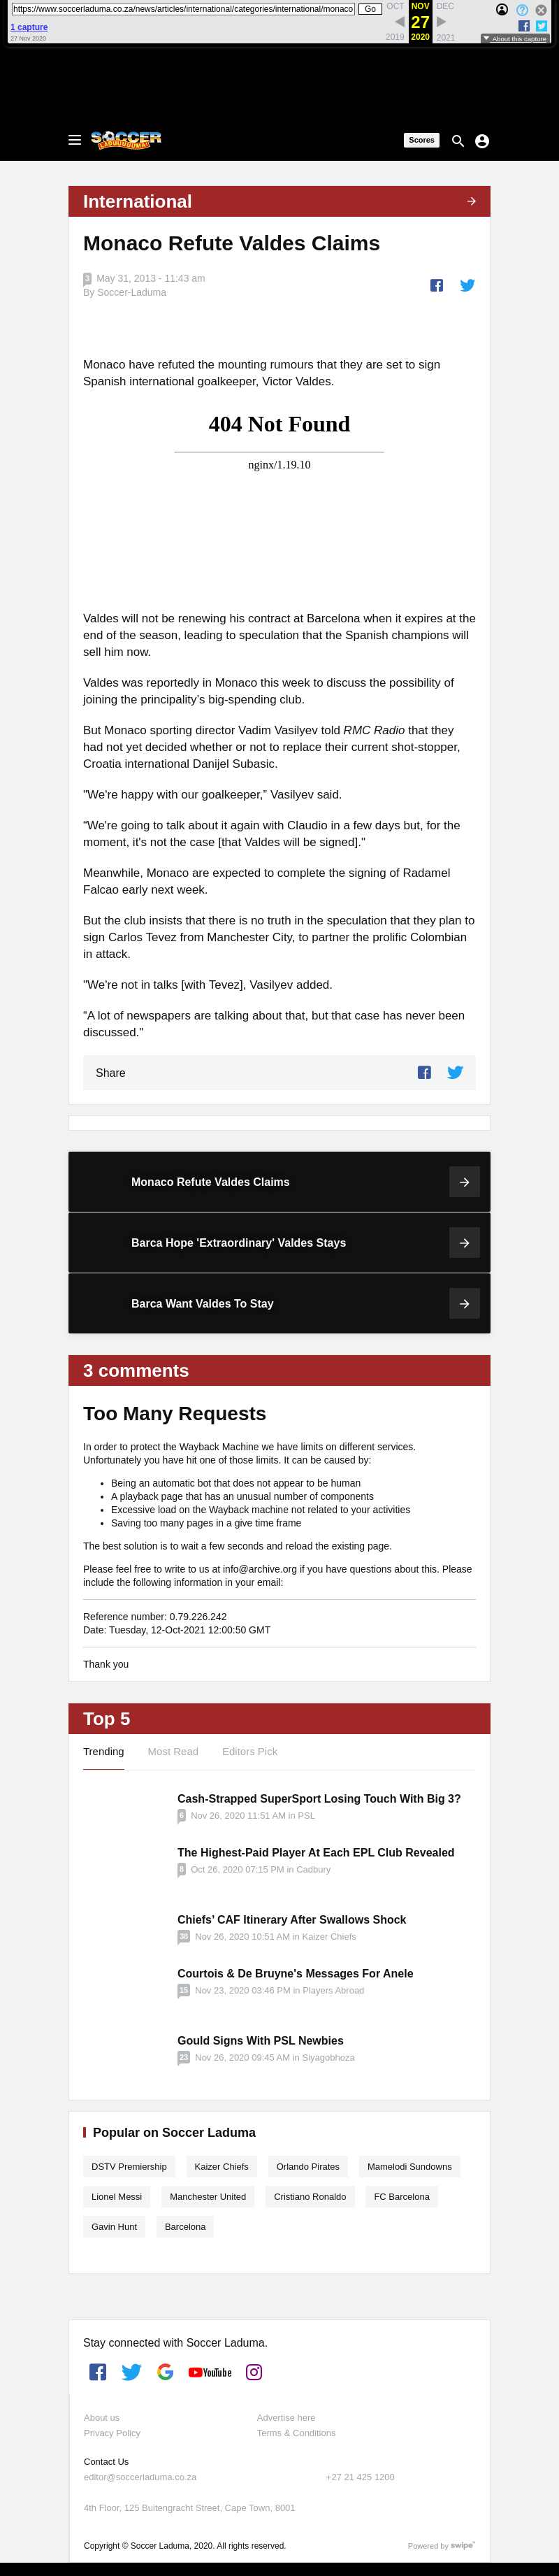 https://www.soccerladuma.co.za/news/articles/international/categories/international/monaco
Go
OCT NOV DEC
27
2019 2020 2021
1 capture
27 Nov 2020
About this capture
SOCCER
LADUUUUUMA!
Scores
International
Monaco Refute Valdes Claims
3 May 31, 2013 - 11:43 am
By Soccer-Laduma
Monaco have refuted the mounting rumours that they are set to sign
Spanish international goalkeeper, Victor Valdes.
404 Not Found
nginx/1.19.10
Valdes will not be renewing his contract at Barcelona when it expires at the
end of the season, leading to speculation that the Spanish champions will
sell him now.
Valdes was reportedly in Monaco this week to discuss the possibility of
joining the principality's big-spending club.
But Monaco sporting director Vadim Vasilyev told RMC Radio that they
had not yet decided whether or not to replace their current shot-stopper,
Croatia international Danijel Subasic.
"We're happy with our goalkeeper,” Vasilyev said.
“We're going to talk about it again with Claudio in a few days but, for the
moment, it's not the case [that Valdes will be signed]."
Meanwhile, Monaco are expected to complete the signing of Radamel
Falcao early next week.
But the club insists that there is no truth in the speculation that they plan to
sign Carlos Tevez from Manchester City, to partner the prolific Colombian
in attack.
"We're not in talks [with Tevez], Vasilyev added.
“A lot of newspapers are talking about that, but that case has never been
discussed."
Share
Monaco Refute Valdes Claims
Barca Hope 'Extraordinary' Valdes Stays
Barca Want Valdes To Stay
3 comments
Too Many Requests
In order to protect the Wayback Machine we have limits on different services.
Unfortunately you have hit one of those limits. It can be caused by:
• Being an automatic bot that does not appear to be human
• A playback page that has an unusual number of components
• Excessive load on the Wayback machine not related to your activities
• Saving too many pages in a give time frame
The best solution is to wait a few seconds and reload the existing page.
Please feel free to write to us at info@archive.org if you have questions about this. Please
include the following information in your email:
Reference number: 0.79.226.242
Date: Tuesday, 12-Oct-2021 12:00:50 GMT
Thank you
Top 5
Trending Most Read Editors Pick
Cash-Strapped SuperSport Losing Touch With Big 3?
6 Nov 26, 2020 11:51 AM in PSL
The Highest-Paid Player At Each EPL Club Revealed
8 Oct 26, 2020 07:15 PM in Cadbury
Chiefs’ CAF Itinerary After Swallows Shock
38 Nov 26, 2020 10:51 AM in Kaizer Chiefs
Courtois & De Bruyne's Messages For Anele
15 Nov 23, 2020 03:46 PM in Players Abroad
Gould Signs With PSL Newbies
23 Nov 26, 2020 09:45 AM in Siyagobhoza
Popular on Soccer Laduma
DSTV Premiership Kaizer Chiefs Orlando Pirates Mamelodi Sundowns
Lionel Messi Manchester United Cristiano Ronaldo FC Barcelona
Gavin Hunt Barcelona
Stay connected with Soccer Laduma.
YouTube
About us Advertise here
Privacy Policy Terms & Conditions
Contact Us
editor@soccerladuma.co.za +27 21 425 1200
4th Floor, 125 Buitengracht Street, Cape Town, 8001
Copyright © Soccer Laduma, 2020. All rights reserved. Powered by swipe